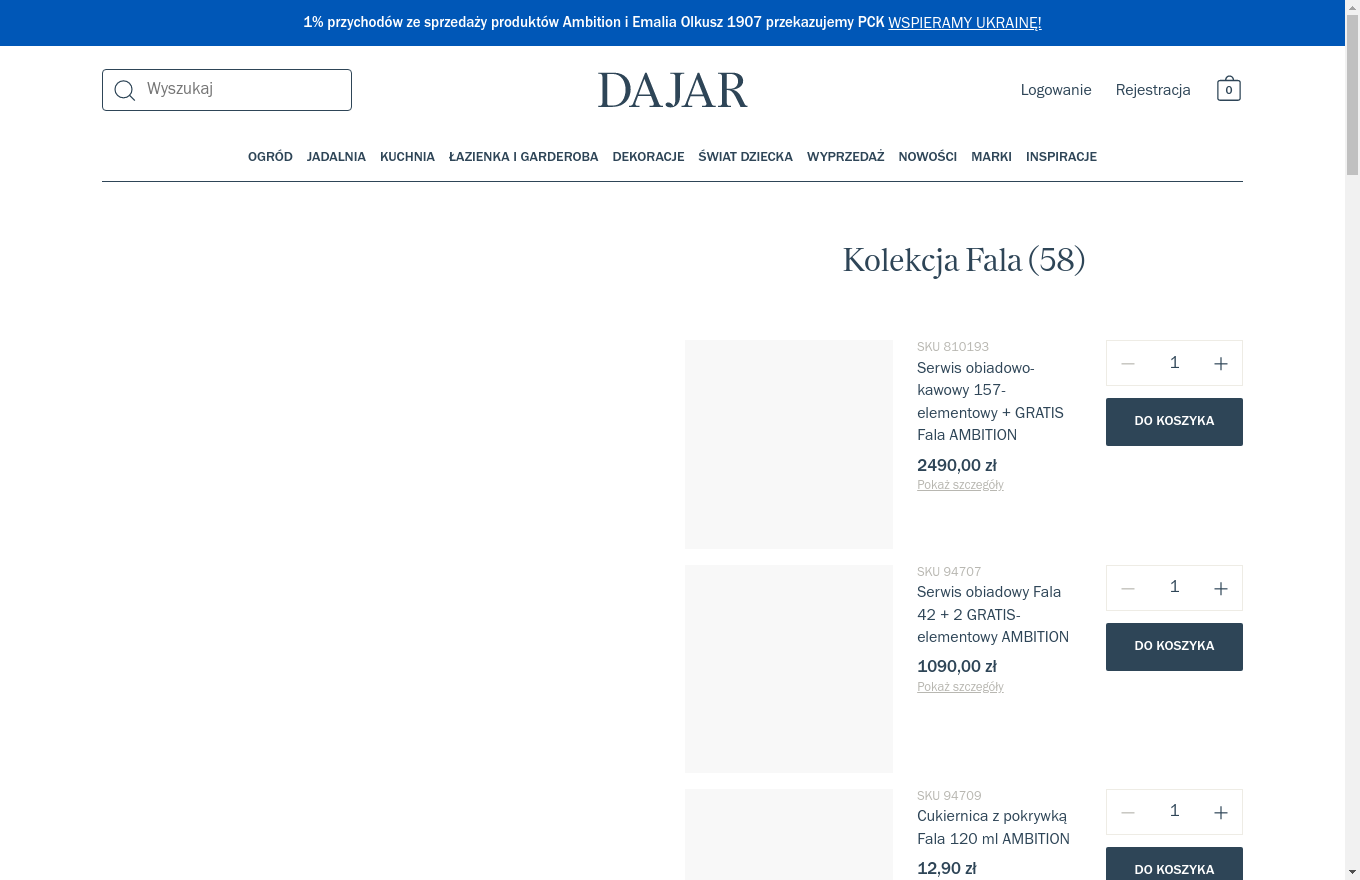 1% przychodów ze sprzedaży produktów Ambition i Emalia Olkusz 1907 przekazujemy PCK WSPIERAMY UKRAINĘ!
Wyszukaj
DAJAR
Logowanie
Rejestracja
0
OGRÓD JADALNIA KUCHNIA ŁAZIENKA I GARDEROBA DEKORACJE ŚWIAT DZIECKA WYPRZEDAŻ NOWOŚCI MARKI INSPIRACJE
Kolekcja Fala (58)
SKU 810193
Serwis obiadowo-
kawowy 157-
elementowy + GRATIS
Fala AMBITION
2490,00 zł
Pokaż szczegóły
1
DO KOSZYKA
SKU 94707
Serwis obiadowy Fala
42 + 2 GRATIS-
elementowy AMBITION
1090,00 zł
Pokaż szczegóły
1
DO KOSZYKA
SKU 94709
Cukiernica z pokrywką
Fala 120 ml AMBITION
12,90 zł
1
DO KOSZYKA